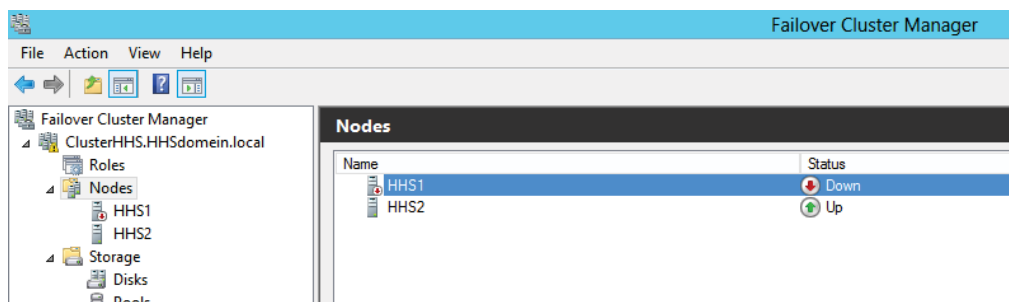 Failover Cluster Manager
File Action View Help
Failover Cluster Manager
ClusterHHS.HHSdomein.local
Roles
Nodes
HHS1
HHS2
Storage
Disks
Pools
Nodes
Name Status
HHS1 Down
HHS2 Up